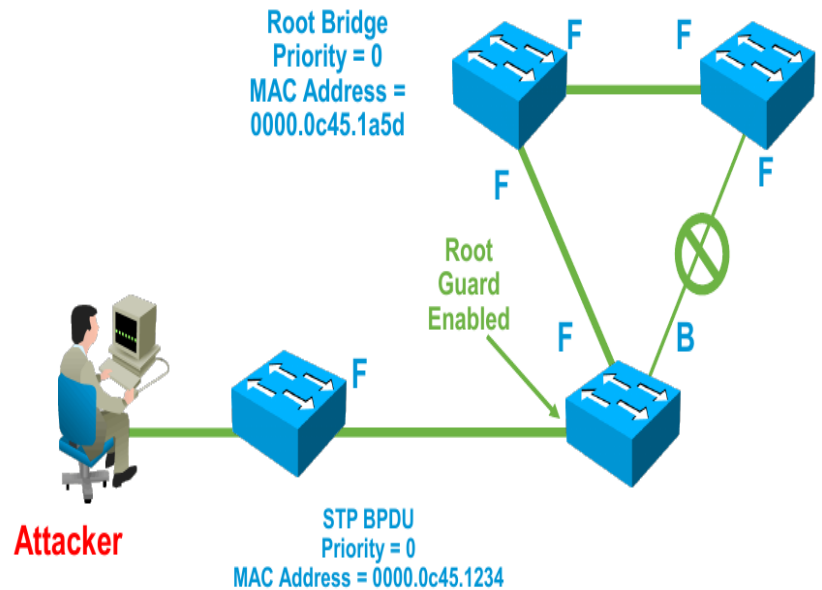 Root Bridge
Priority = 0
MAC Address =
0000.0c45.1a5d
F
F
F
F
Root
Guard
Enabled
F
B
F
STP BPDU
Priority = 0
MAC Address = 0000.0c45.1234
Attacker